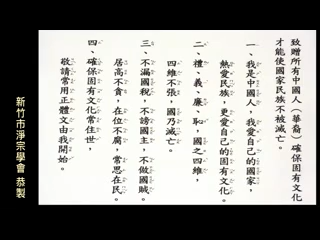 致贈所有中國人(華裔)確保固有文化
才能使國家民族不被滅亡。
一、我是中國人,我愛自己的國家,
熱愛民族,更愛自己的固有文化。
二、禮、義、廉、恥,國之四維,
四維不張,國乃滅亡。
三、不漏國稅,不謗國主,不做國賊。
居高不貪,在位不腐,常思在民。
四、確保固有文化常住世,
敬請常用正體文由我開始。
新竹市淨宗學會 恭製